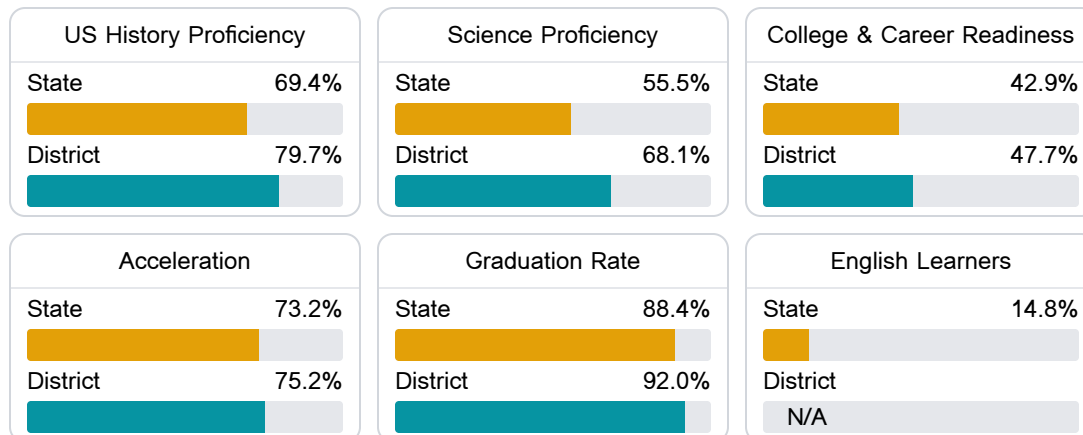 US History Proficiency
State 69.4%
District 79.7%
Science Proficiency
State 55.5%
District 68.1%
College & Career Readiness
State 42.9%
District 47.7%
Acceleration
State 73.2%
District 75.2%
Graduation Rate
State 88.4%
District 92.0%
English Learners
State 14.8%
District
N/A